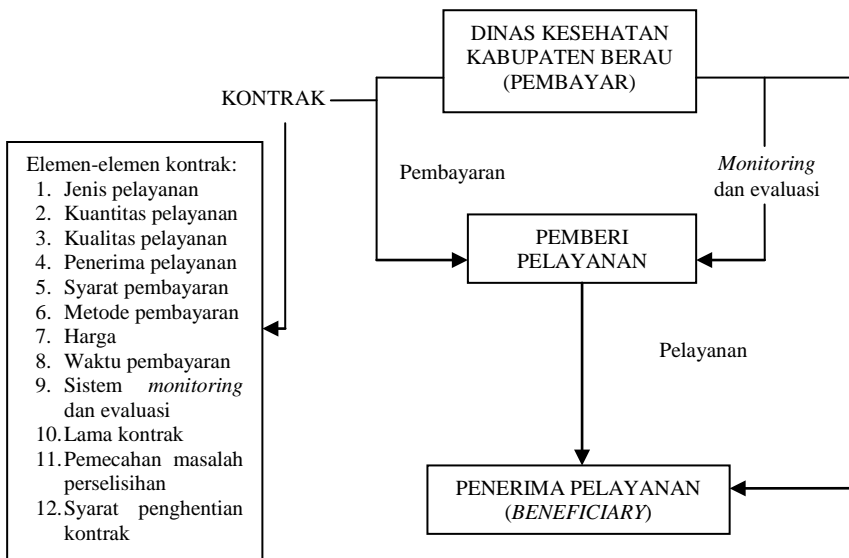 DINAS KESEHATAN
KABUPATEN BERAU
(PEMBAYAR)
KONTRAK
Elemen-elemen kontrak:
1. Jenis pelayanan
2. Kuantitas pelayanan
3. Kualitas pelayanan
4. Penerima pelayanan
5. Syarat pembayaran
6. Metode pembayaran
7. Harga
8. Waktu pembayaran
9. Sistem monitoring
dan evaluasi
10. Lama kontrak
11. Pemecahan masalah
perselisihan
12. Syarat penghentian
kontrak
Pembayaran
Monitoring
dan evaluasi
PEMBERI
PELAYANAN
Pelayanan
PENERIMA PELAYANAN
(BENEFICIARY)